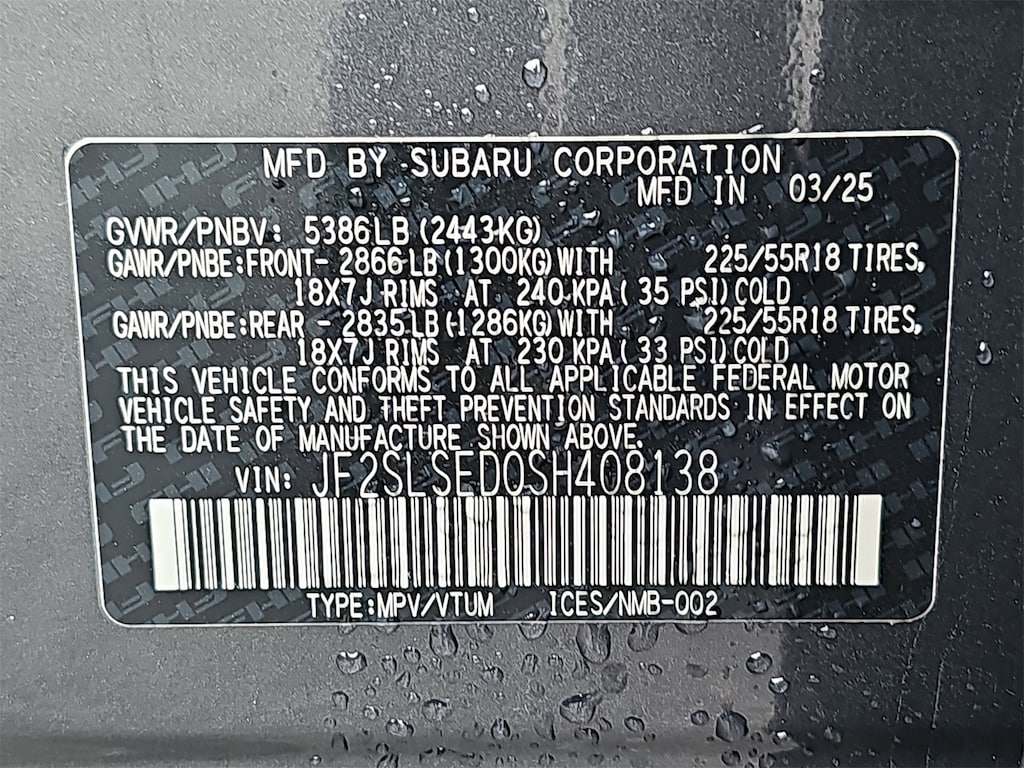 MFD BY SUBARU CORPORATION
MFD IN 03/25
GVWR/PNBV: 5386LB (2443KG)
GAWR/PNBE:FRONT- 2866LB(1300KG)WITH 225/55R18 TIRES,
18X7J RIMS AT 240 KPA( 35 PSI)COLD
GAWR/PNBE:REAR - 2835LB(1286KG)WITH 225/55R18 TIRES,
18X7J RIMS AT 230 KPA( 33 PSI)COLD
THIS VEHICLE CONFORMS TO ALL APPLICABLE FEDERAL MOTOR
VEHICLE SAFETY AND THEFT PREVENTION STANDARDS IN EFFECT ON
THE DATE OF MANUFACTURE SHOWN ABOVE.
VIN: JF2SLSED0SH408138
TYPE:MPV/VTUM ICES/NMB-002